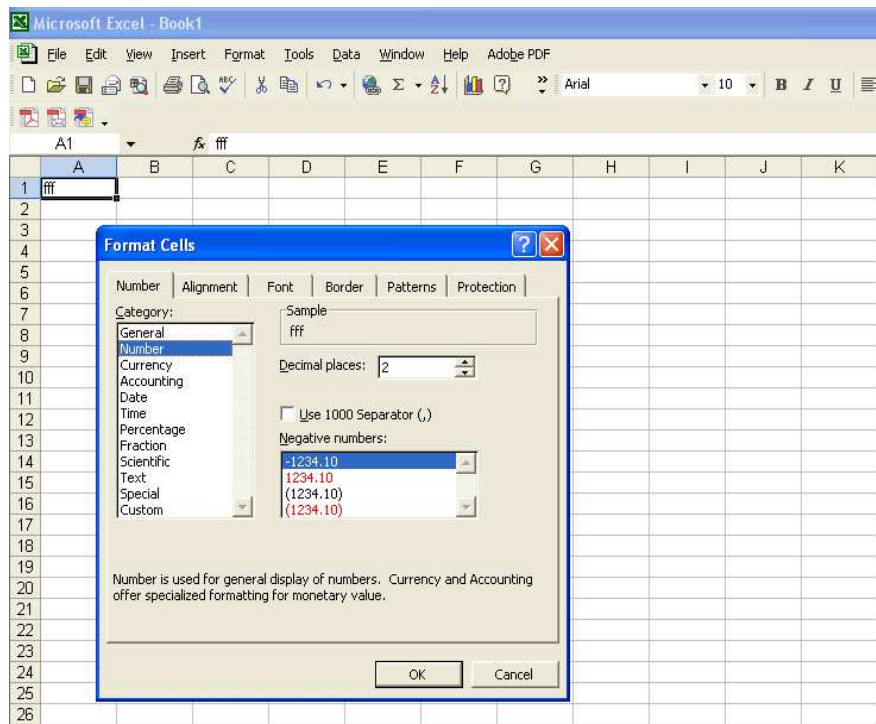 Microsoft Excel - Book1
File Edit View Insert Format Tools Data Window Help Adobe PDF
ABC Σ A Z ? » Arial 10 B I U
A1 fx fff
A B C D E F G H I J K
1 fff
2
3
4
5
6
7
8
9
10
11
12
13
14
15
16
17
18
19
20
21
22
23
24
25
26
Format Cells ? X
Number Alignment Font Border Patterns Protection
Category:
General
Number
Currency
Accounting
Date
Time
Percentage
Fraction
Scientific
Text
Special
Custom
Sample
fff
Decimal places: 2
Use 1000 Separator (,)
Negative numbers:
-1234.10
1234.10
(1234.10)
(1234.10)
Number is used for general display of numbers. Currency and Accounting
offer specialized formatting for monetary value.
OK Cancel